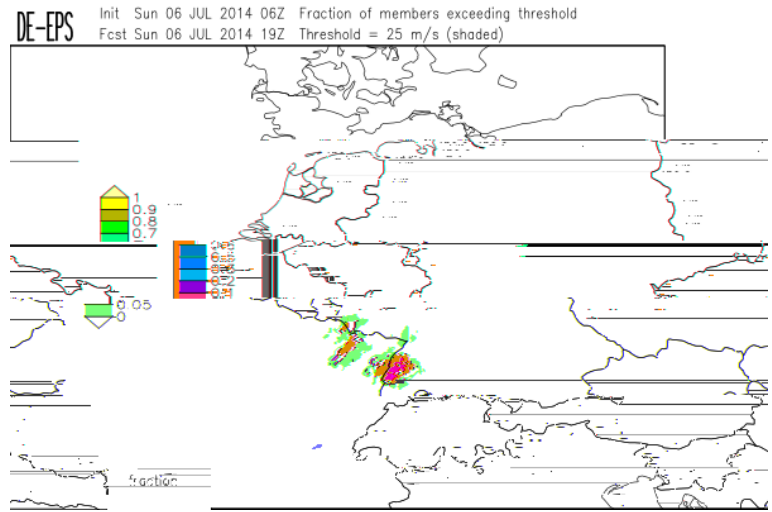 DE-EPS
Init Sun 06 JUL 2014 06Z Fraction of members exceeding threshold
Fcst Sun 06 JUL 2014 19Z Threshold = 25 m/s (shaded)
1
0.9
0.8
0.7
0.05
0
fraction